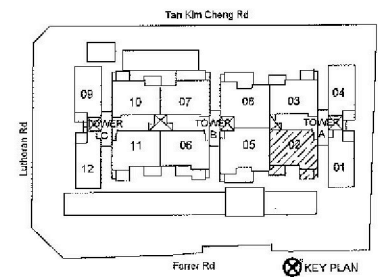 Tan Kim Cheng Rd
09
10
07
08
03
04
TOWER
C
TOWER
B
TOWER
A
12
11
06
05
02
01
Lutheran Rd
Farrer Rd
KEY PLAN